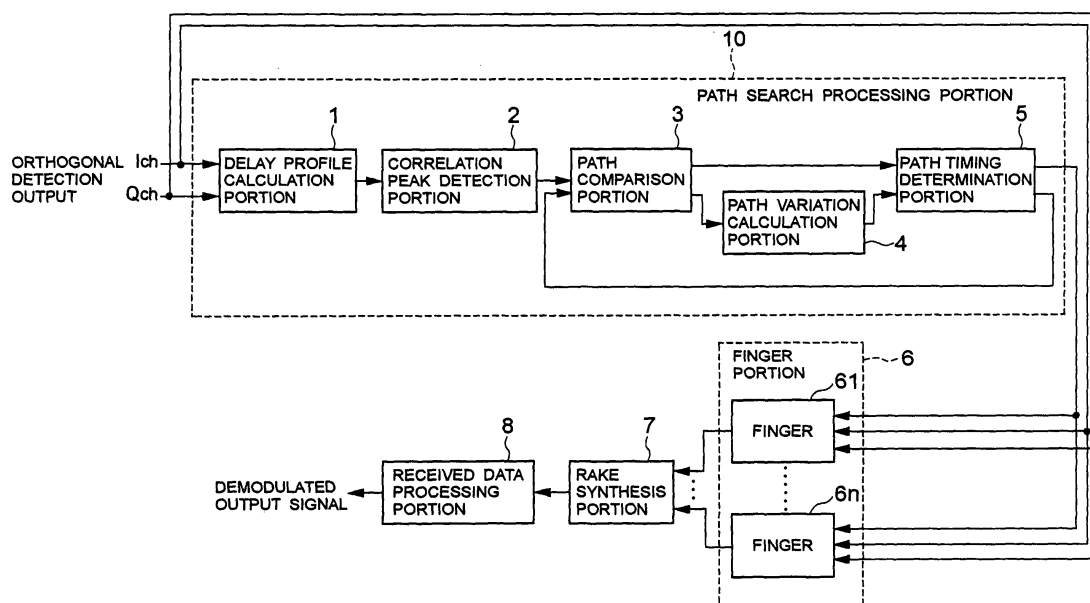 10
PATH SEARCH PROCESSING PORTION
1
2
3
5
ORTHOGONAL
DETECTION
OUTPUT
Ich
Qch
DELAY PROFILE
CALCULATION
PORTION
CORRELATION
PEAK DETECTION
PORTION
PATH
COMPARISON
PORTION
PATH TIMING
DETERMINATION
PORTION
PATH VARIATION
CALCULATION
PORTION
4
FINGER
PORTION
6
61
FINGER
8
7
DEMODULATED
OUTPUT SIGNAL
RECEIVED DATA
PROCESSING
PORTION
RAKE
SYNTHESIS
PORTION
6n
FINGER